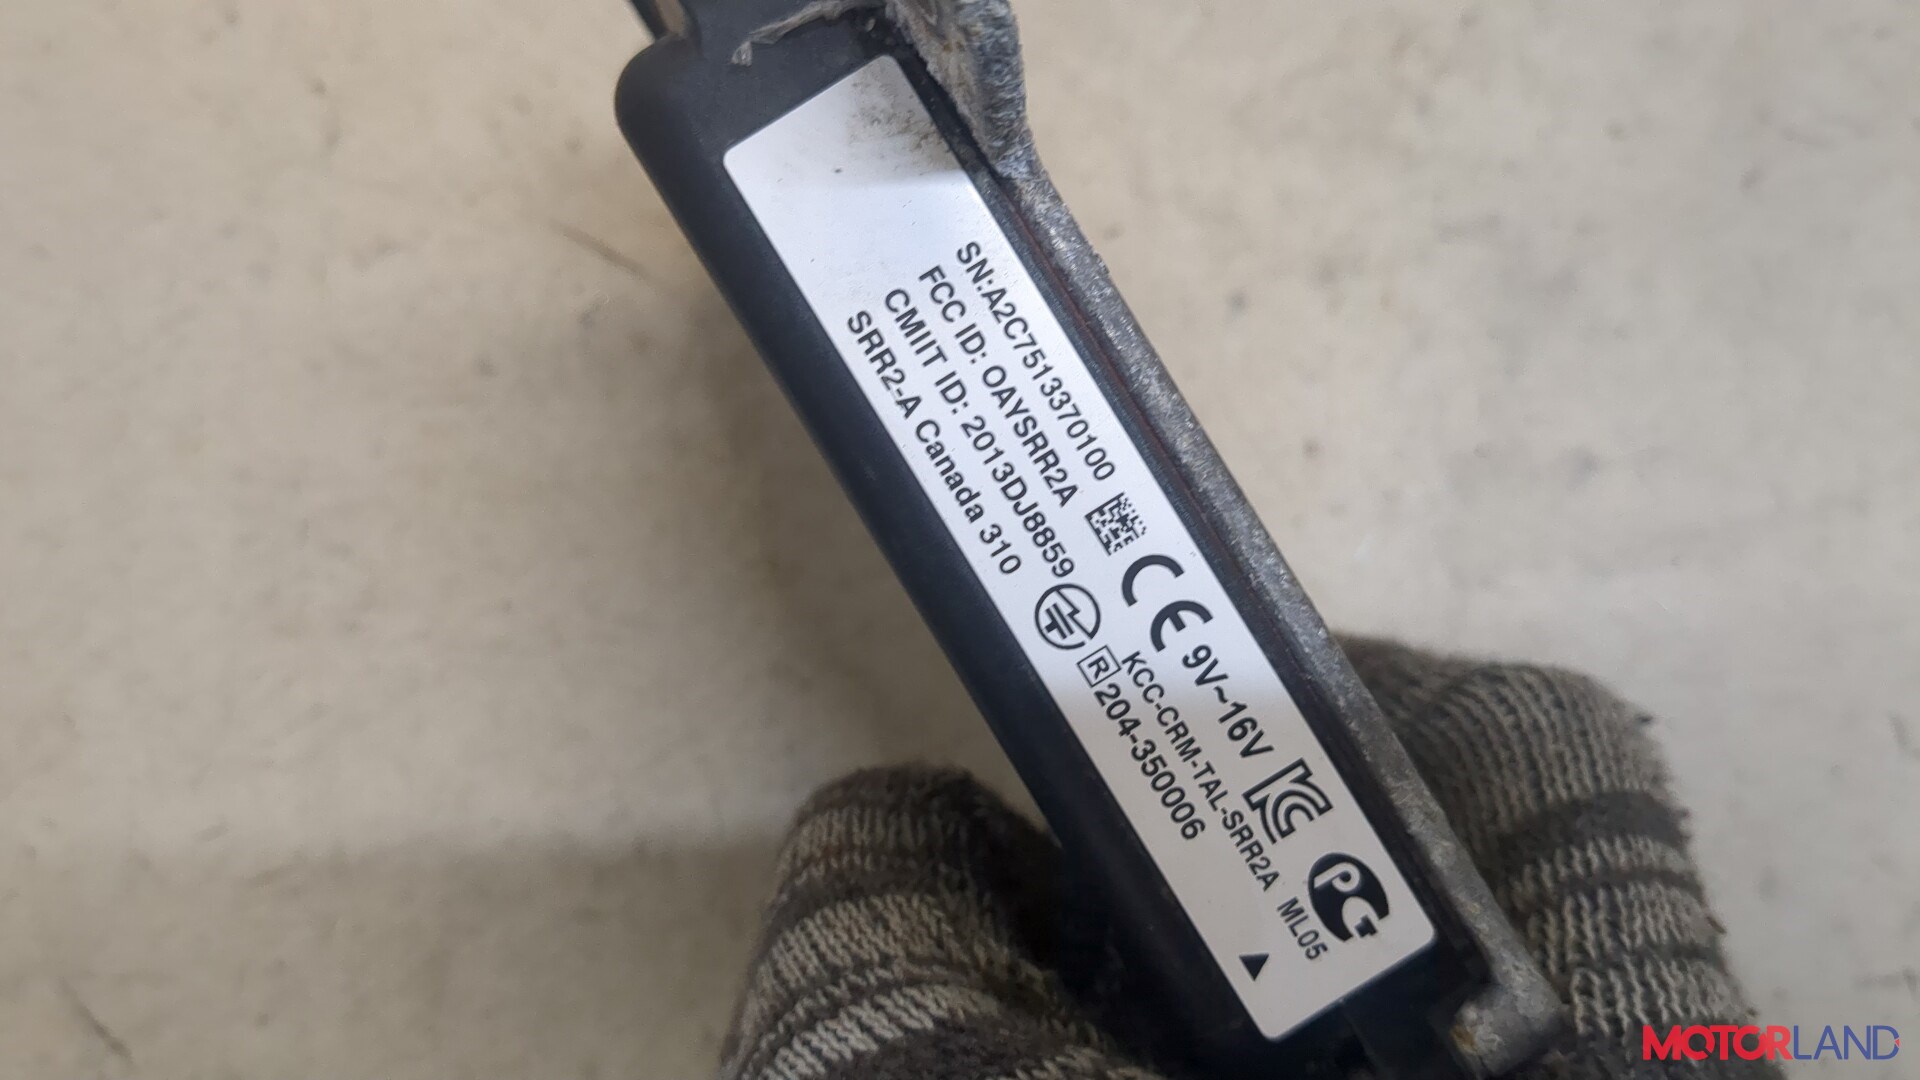 SN:A2C7513370100
FCC ID: OAYSRR2A
CMIIT ID: 2013DJ8859
SRR2-A Canada 310
CE 9V~16V
KCC-CRM-TAL-SRR2A
R 204-350006
ML05
MOTORLAND